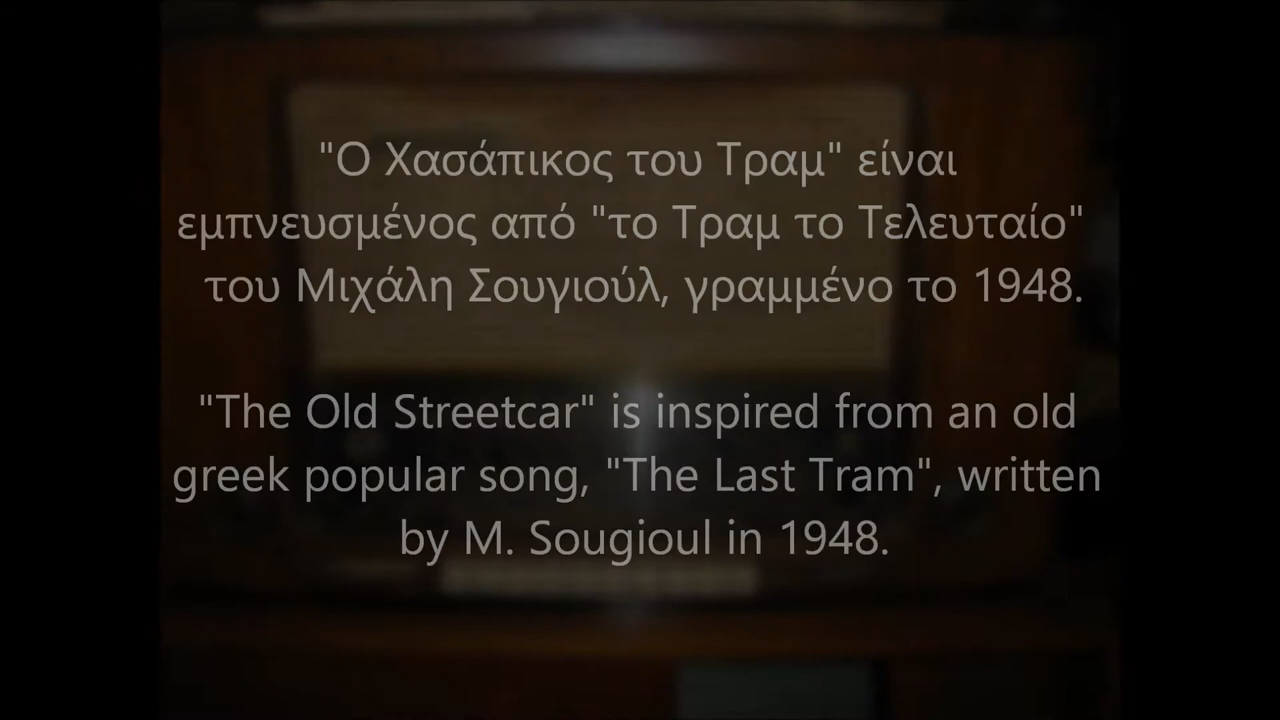 "Ο Χασάπικος του Τραμ" είναι
εμπνευσμένος από "το Τραμ το Τελευταίο"
του Μιχάλη Σουγιούλ, γραμμένο το 1948.
"The Old Streetcar" is inspired from an old
greek popular song, "The Last Tram", written
by M. Sougioul in 1948.